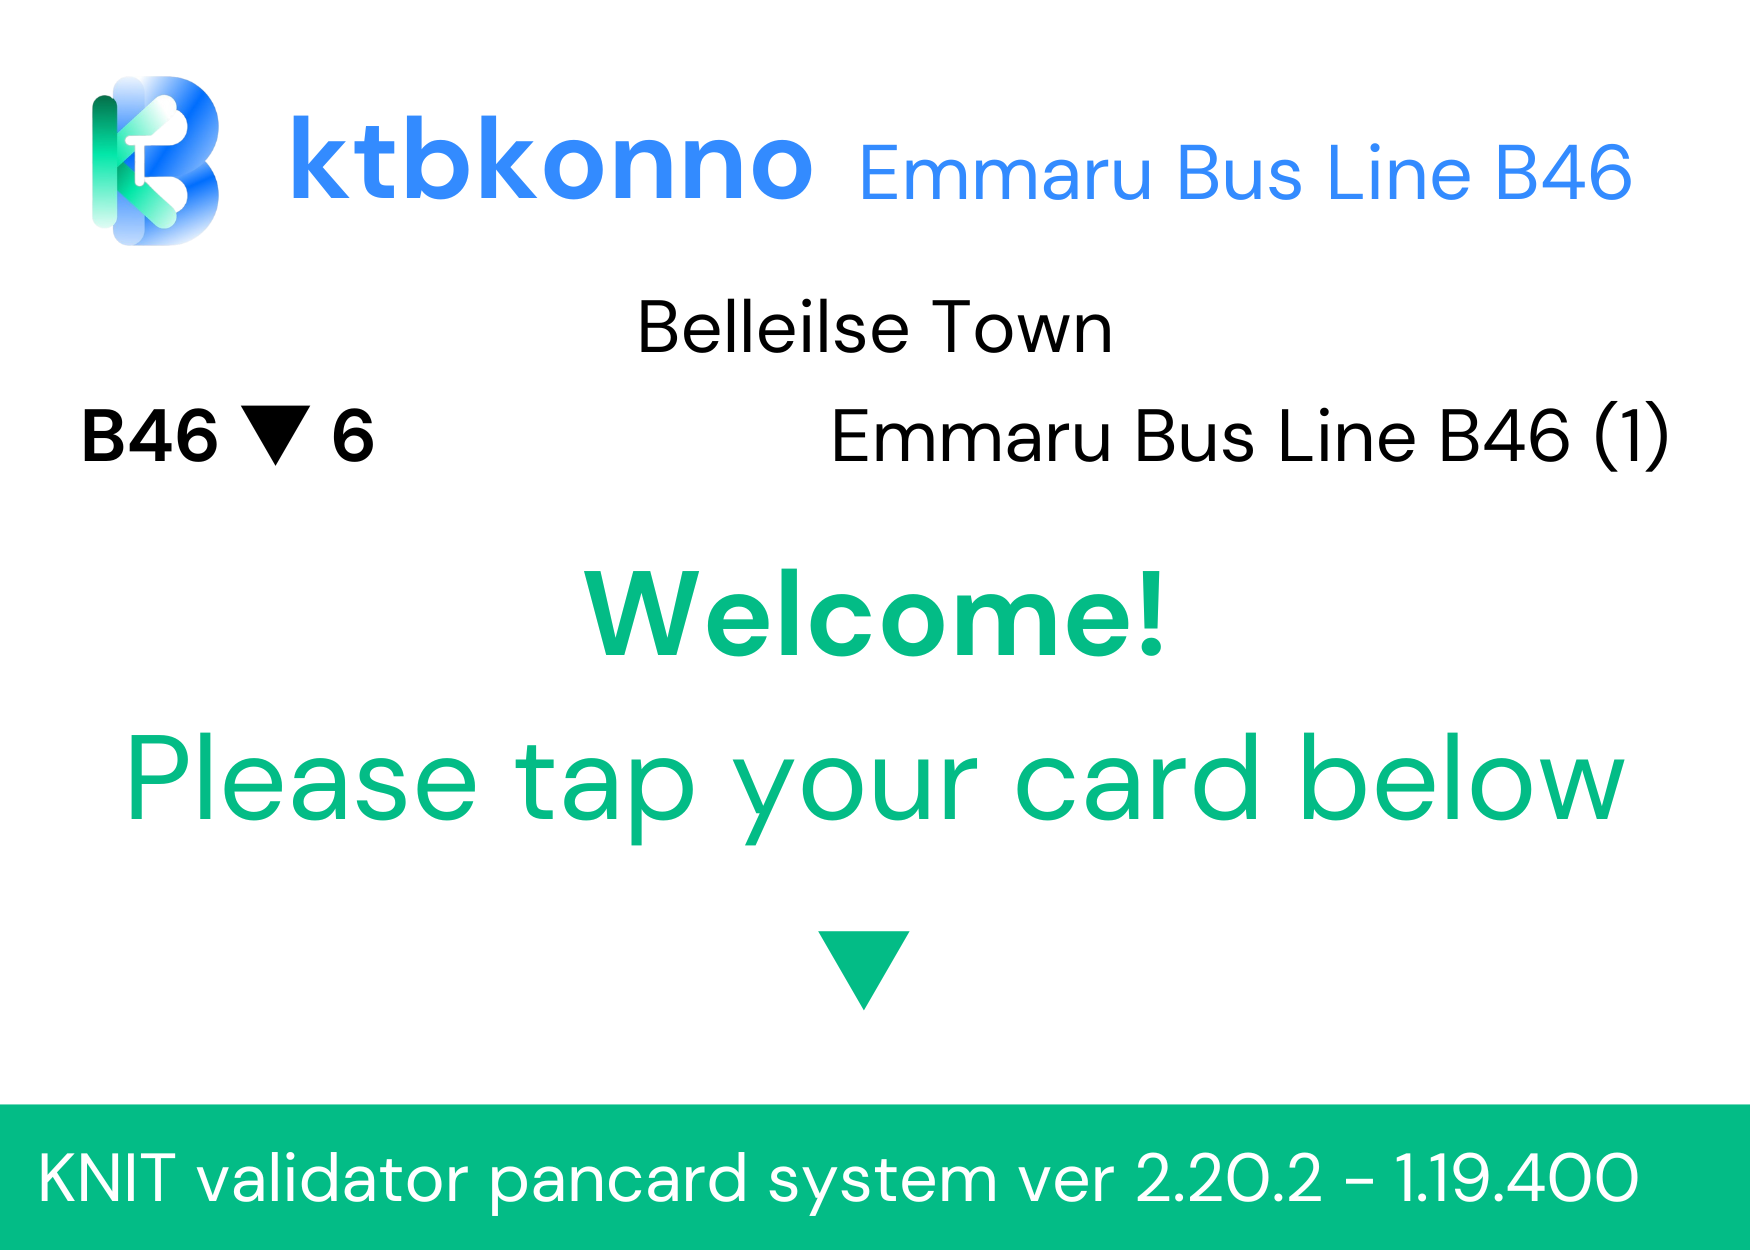 ktbkonno Emmaru Bus Line B46
Belleilse Town
B46 ▼ 6 Emmaru Bus Line B46 (1)
Welcome!
Please tap your card below
▼
KNIT validator pancard system ver 2.20.2 - 1.19.400